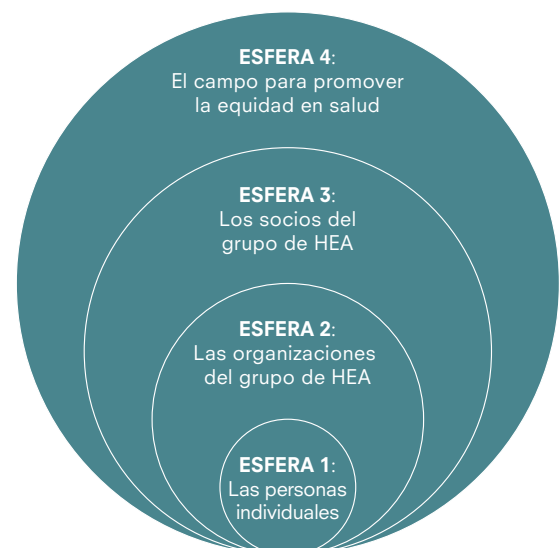 ESFERA 4:
El campo para promover
la equidad en salud
ESFERA 3:
Los socios del
grupo de HEA
ESFERA 2:
Las organizaciones
del grupo de HEA
ESFERA 1:
Las personas
individuales